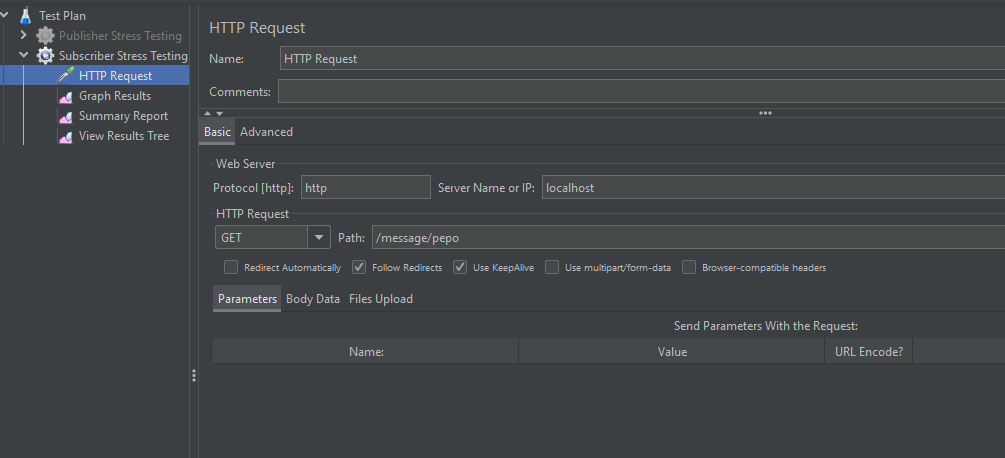 Test Plan
Publisher Stress Testing
Subscriber Stress Testing
HTTP Request
Graph Results
Summary Report
View Results Tree
HTTP Request
Name: HTTP Request
Comments:
Basic Advanced
Web Server
Protocol [http]: http Server Name or IP: localhost
HTTP Request
GET Path: /message/pepo
Redirect Automatically Follow Redirects Use KeepAlive Use multipart/form-data Browser-compatible headers
Parameters Body Data Files Upload
Send Parameters With the Request:
Name: Value URL Encode?